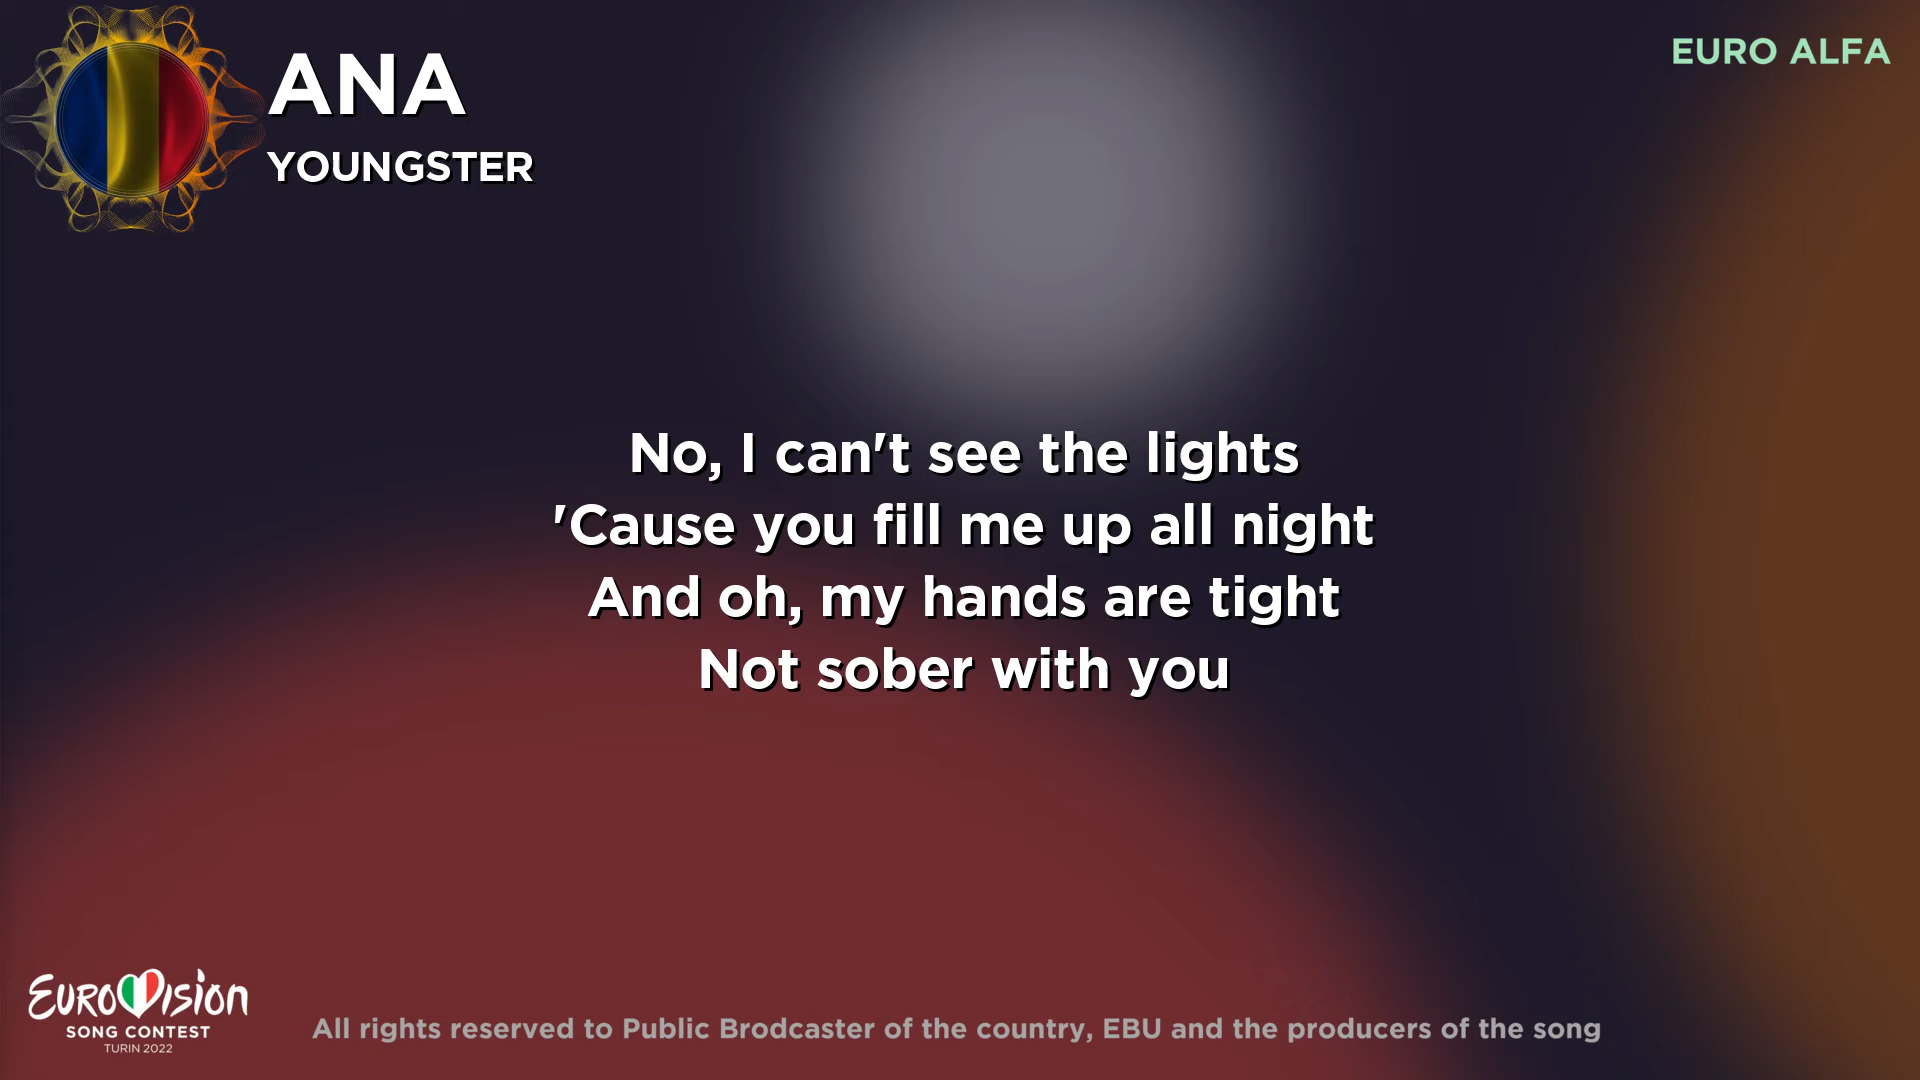 ANA
YOUNGSTER
EURO ALFA
No, I can't see the lights
'Cause you fill me up all night
And oh, my hands are tight
Not sober with you
EUROVISION
SONG CONTEST
TURIN 2022
All rights reserved to Public Brodcaster of the country, EBU and the producers of the song